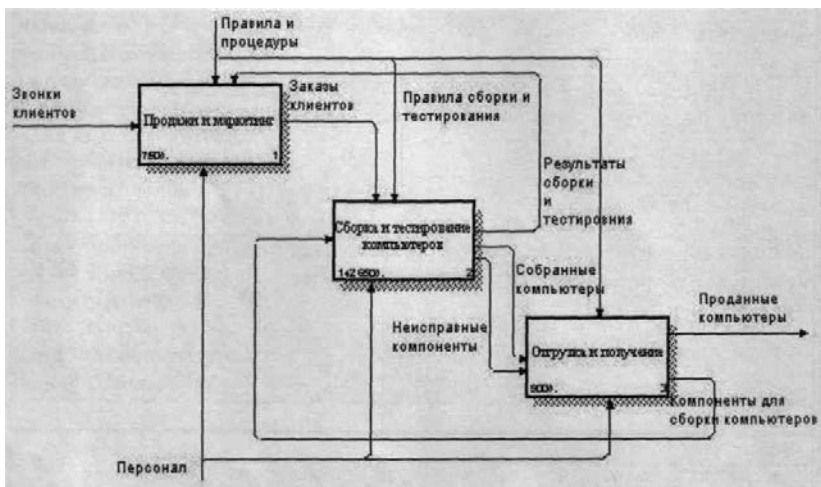 Правила и
процедуры
Звонки
клиентов
Заказы
клиентов
Правила сборки и
тестирования
Продажи и маркетинг
1
Результаты
сборки
и
тестировния
Сборка и тестирование
компьютеров
2
Собранные
компьютеры
Проданные
компьютеры
Неисправные
компоненты
Отгрузка и получение
3
Компоненты для
сборки компьютеров
Персонал